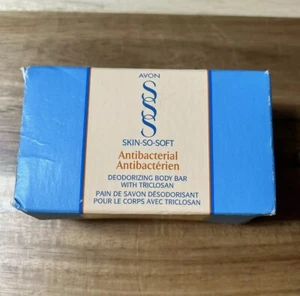 AVON
SSS
SKIN-SO-SOFT
Antibacterial
Antibactérien
DEODORIZING BODY BAR
WITH TRICLOSAN
PAIN DE SAVON DÉSODORISANT
POUR LE CORPS AVEC TRICLOSAN